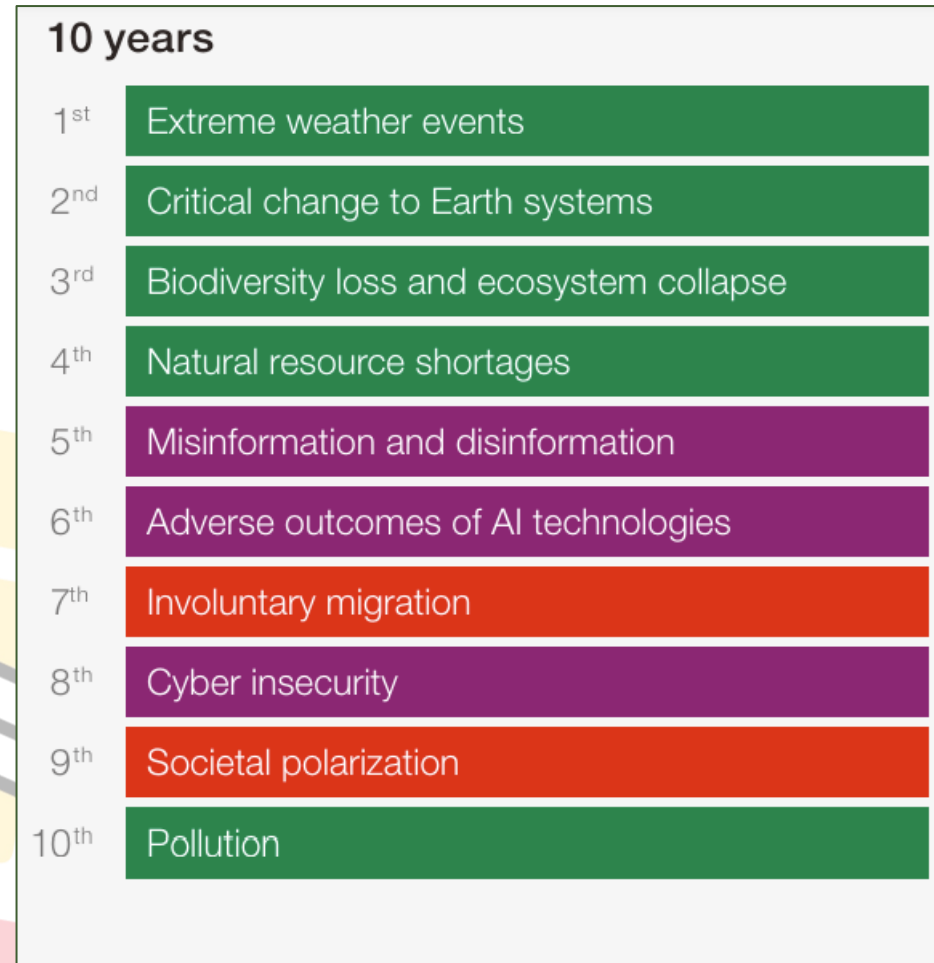 10 years
1st Extreme weather events
2nd Critical change to Earth systems
3rd Biodiversity loss and ecosystem collapse
4th Natural resource shortages
5th Misinformation and disinformation
6th Adverse outcomes of AI technologies
7th Involuntary migration
8th Cyber insecurity
9th Societal polarization
10th Pollution